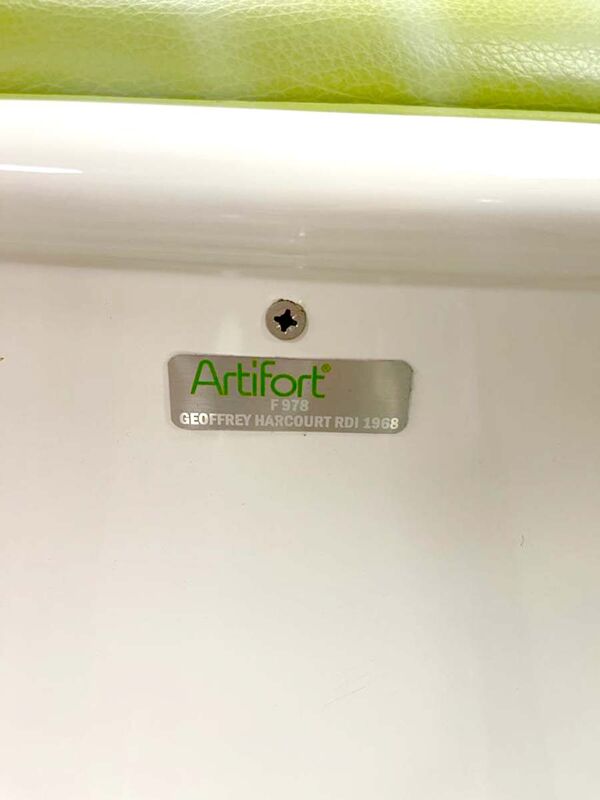 Artifort®
F 978
GEOFFREY HARCOURT RDI 1968